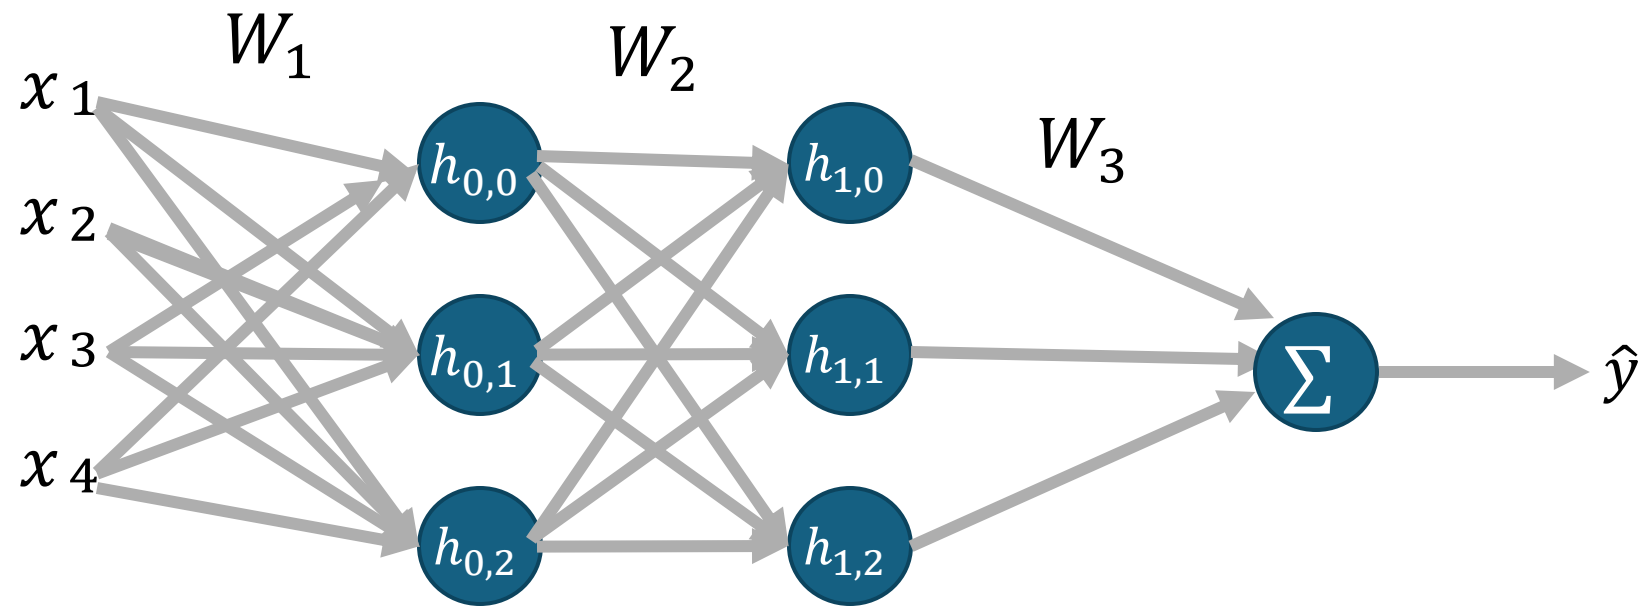 W₁
W₂
W₃
x₁
x₂
x₃
x₄
h₀,₀
h₀,₁
h₀,₂
h₁,₀
h₁,₁
h₁,₂
∑
ŷ